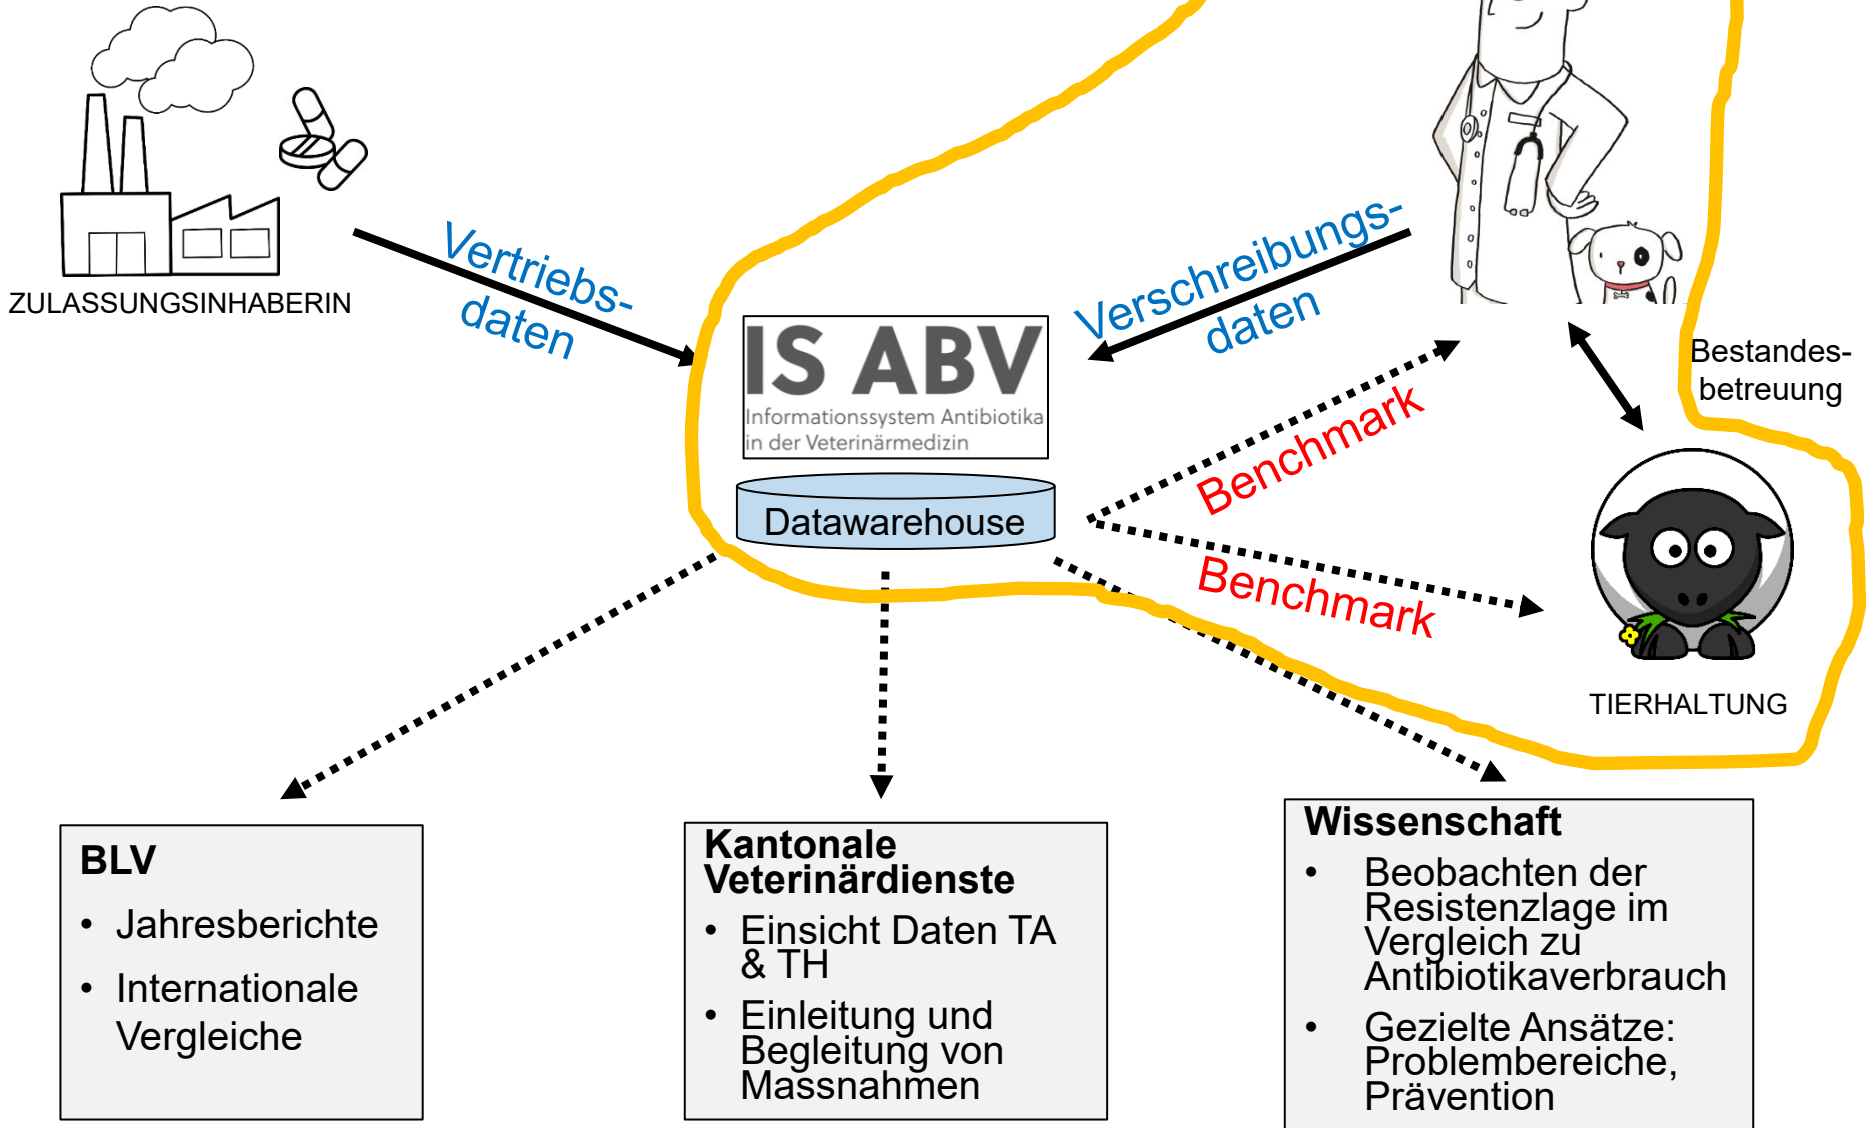 ZULASSUNGSINHABERIN
Vertriebs-
daten
IS ABV
Informationssystem Antibiotika
in der Veterinärmedizin
Datawarehouse
Verschreibungs-
daten
Benchmark
Benchmark
Bestandes-
betreuung
TIERHALTUNG
BLV
• Jahresberichte
• Internationale
Vergleiche
Kantonale
Veterinärdienste
• Einsicht Daten TA
& TH
• Einleitung und
Begleitung von
Massnahmen
Wissenschaft
• Beobachten der
Resistenzlage im
Vergleich zu
Antibiotikaverbrauch
• Gezielte Ansätze:
Problembereiche,
Prävention